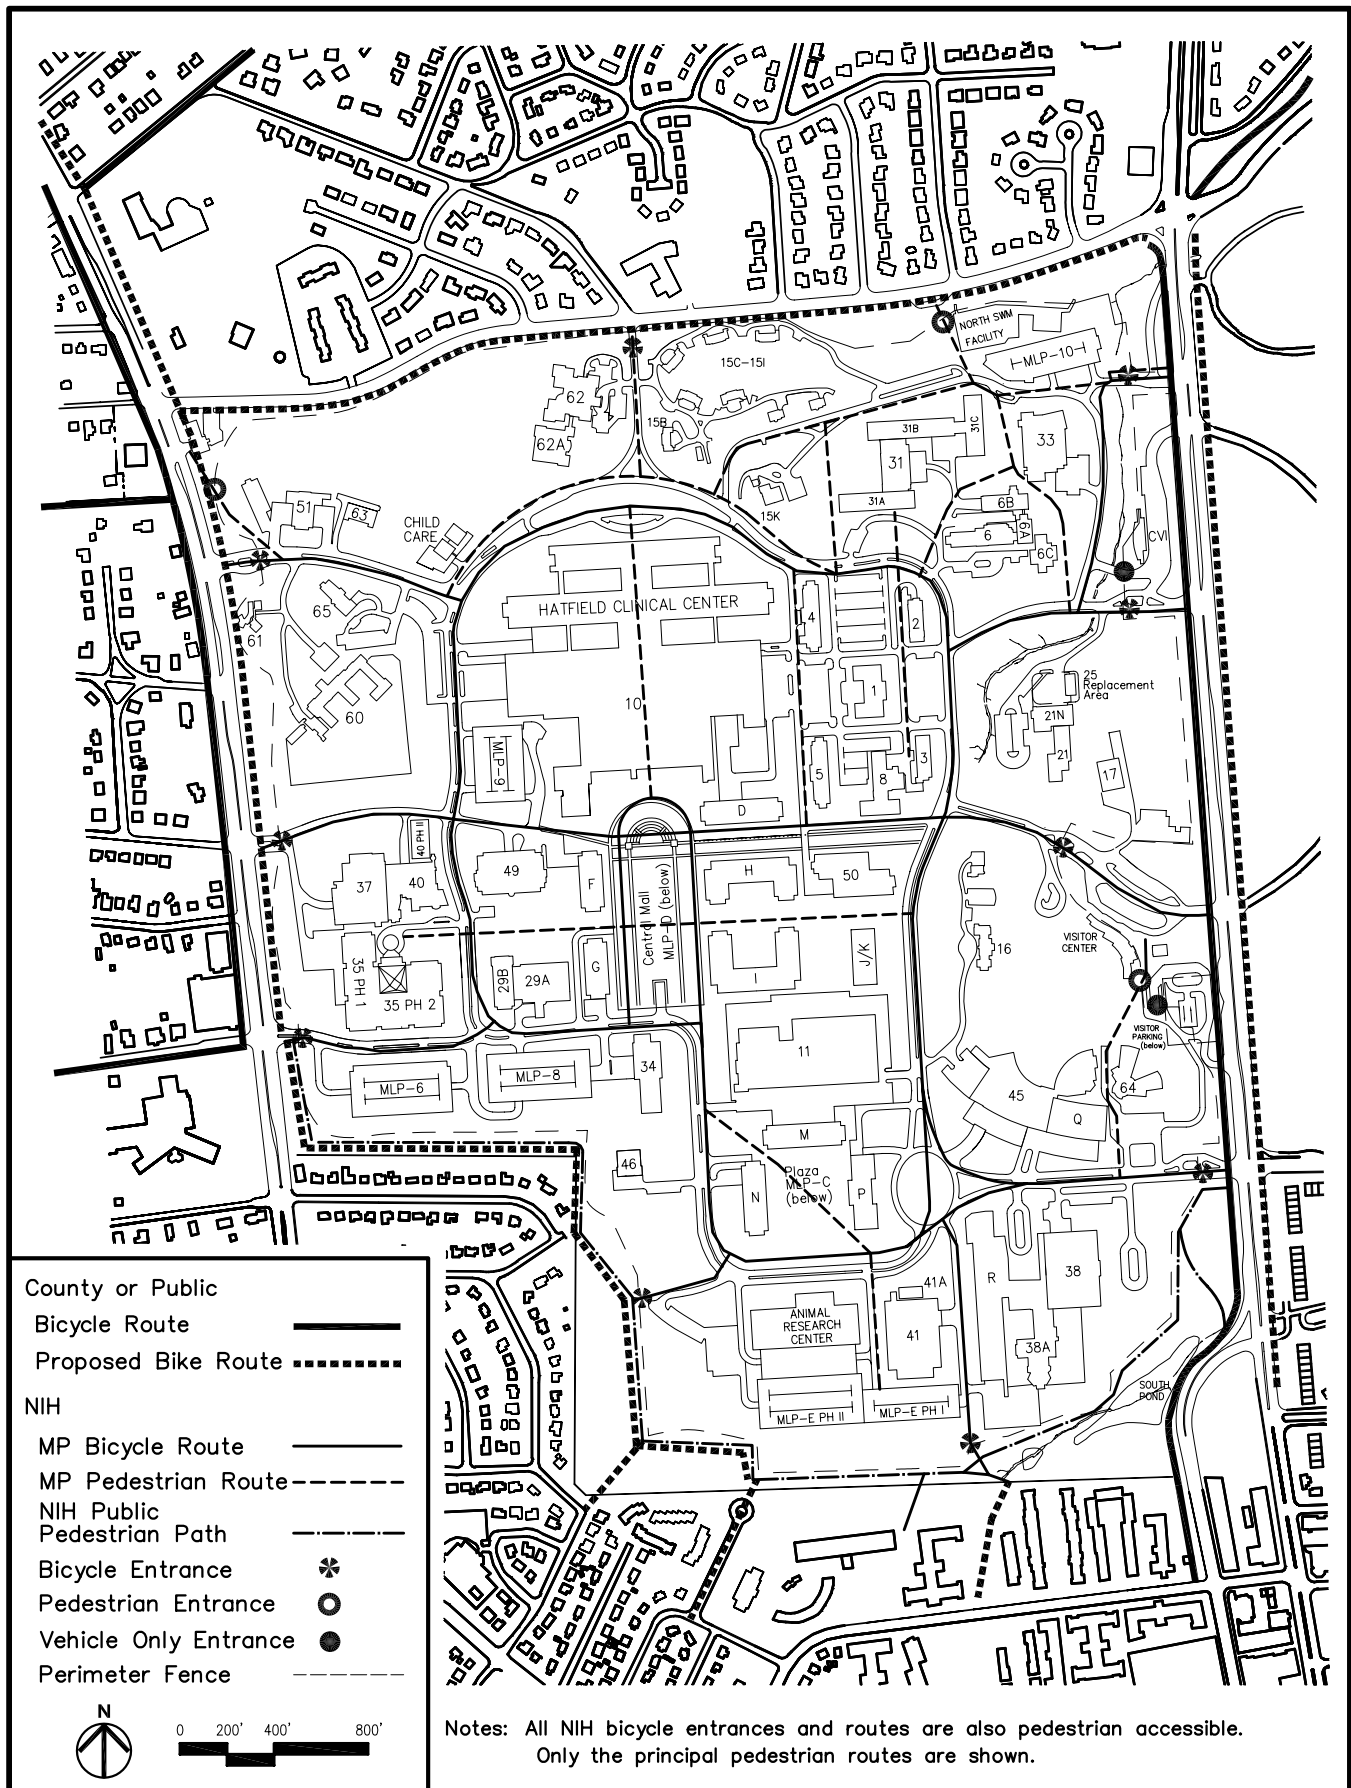 NORTH SWM
FACILITY
MLP-10
15C-15I
62
15B
62A
31B
31C
33
31
31A
15K
51
63
CHILD
CARE
6B
6
6A
6C
CVI
HATFIELD CLINICAL CENTER
65
61
4
2
60
10
1
25
Replacement
Area
21N
21
MLP-9
5
8
3
17
D
40 PH II
37
40
49
F
Central Mall
MLP-D (below)
H
50
VISITOR
CENTER
16
35 PH 1
35 PH 2
29B
29A
G
I
J/K
VISITOR
PARKING
(below)
MLP-6
MLP-8
34
11
45
64
Q
M
46
N
Plaza
MLP-C
(below)
P
R
38
41A
ANIMAL
RESEARCH
CENTER
41
38A
SOUTH
POND
MLP-E PH II
MLP-E PH I
County or Public
Bicycle Route
Proposed Bike Route
NIH
MP Bicycle Route
MP Pedestrian Route
NIH Public
Pedestrian Path
Bicycle Entrance
Pedestrian Entrance
Vehicle Only Entrance
Perimeter Fence
N
0 200' 400' 800'
Notes: All NIH bicycle entrances and routes are also pedestrian accessible.
Only the principal pedestrian routes are shown.